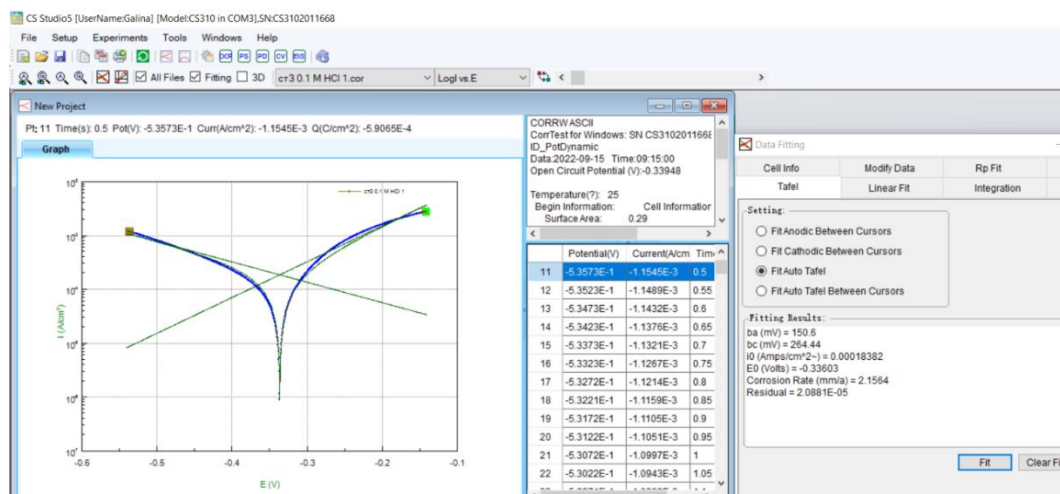 CS Studio5 [UserName:Galina] [Model:CS310 in COM3],SN:CS3102011668
File Setup Experiments Tools Windows Help
OCP PS PD CV EIS
All Files Fitting 3D ст3 0.1 M HCl 1.cor LogI vs.E
New Project
Pt: 11 Time(s): 0.5 Pot(V): -5.3573E-1 Curr(A/cm^2): -1.1545E-3 Q(C/cm^2): -5.9065E-4
Graph
ст3 0.1 M HCl 1
I (A/cm²)
-0.6 -0.5 -0.4 -0.3 -0.2 -0.1
E (V)
CORRW ASCII
CorrTest for Windows: SN CS31020116
ID_PotDynamic
Data:2022-09-15 Time:09:15:00
Open Circuit Potential (V):-0.33948
Temperature(?): 25
Begin Information: Cell Information
Surface Area: 0.29
Potential(V) Current(A/cm Time
11 -5.3573E-1 -1.1545E-3 0.5
12 -5.3523E-1 -1.1489E-3 0.55
13 -5.3473E-1 -1.1432E-3 0.6
14 -5.3423E-1 -1.1376E-3 0.65
15 -5.3373E-1 -1.1321E-3 0.7
16 -5.3323E-1 -1.1267E-3 0.75
17 -5.3272E-1 -1.1214E-3 0.8
18 -5.3221E-1 -1.1159E-3 0.85
19 -5.3172E-1 -1.1105E-3 0.9
20 -5.3122E-1 -1.1051E-3 0.95
21 -5.3072E-1 -1.0997E-3 1
22 -5.3022E-1 -1.0943E-3 1.05
Data Fitting
Cell Info Modify Data Rp Fit
Tafel Linear Fit Integration
Setting:
Fit Anodic Between Cursors
Fit Cathodic Between Cursors
Fit Auto Tafel
Fit Auto Tafel Between Cursors
Fitting Results:
ba (mV) = 150.6
bc (mV) = 264.44
i0 (Amps/cm^2~) = 0.00018382
E0 (Volts) = -0.33603
Corrosion Rate (mm/a) = 2.1564
Residual = 2.0881E-05
Fit Clear Fi